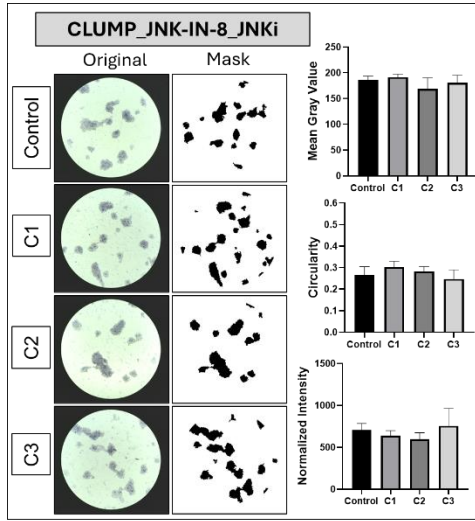 CLUMP_JNK-IN-8_JNKi
Original Mask
Control
C1
C2
C3
Mean Gray Value
250
200
150
100
50
0
Control C1 C2 C3
Circularity
0.6
0.5
0.4
0.3
0.2
0.1
0.0
Control C1 C2 C3
Normalized Intensity
1500
1000
500
0
Control C1 C2 C3